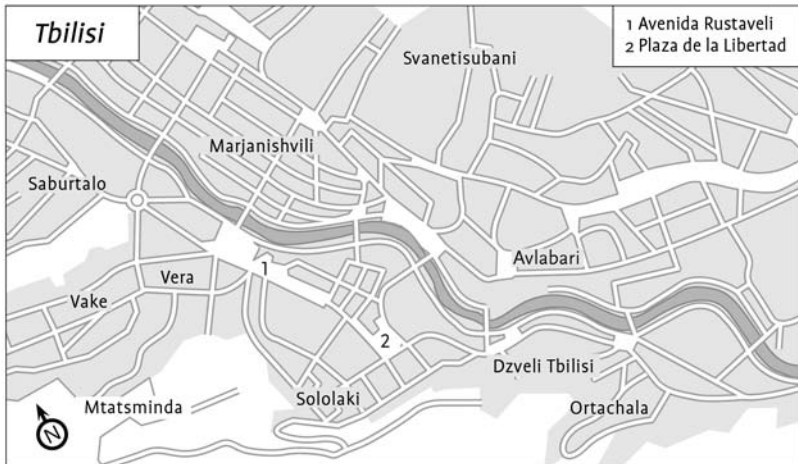 Tbilisi
1 Avenida Rustaveli
2 Plaza de la Libertad
Svanetisubani
Marjanishvili
Saburtalo
Avlabari
1
Vera
Vake
2
Dzveli Tbilisi
Sololaki
Mtatsminda
Ortachala
N